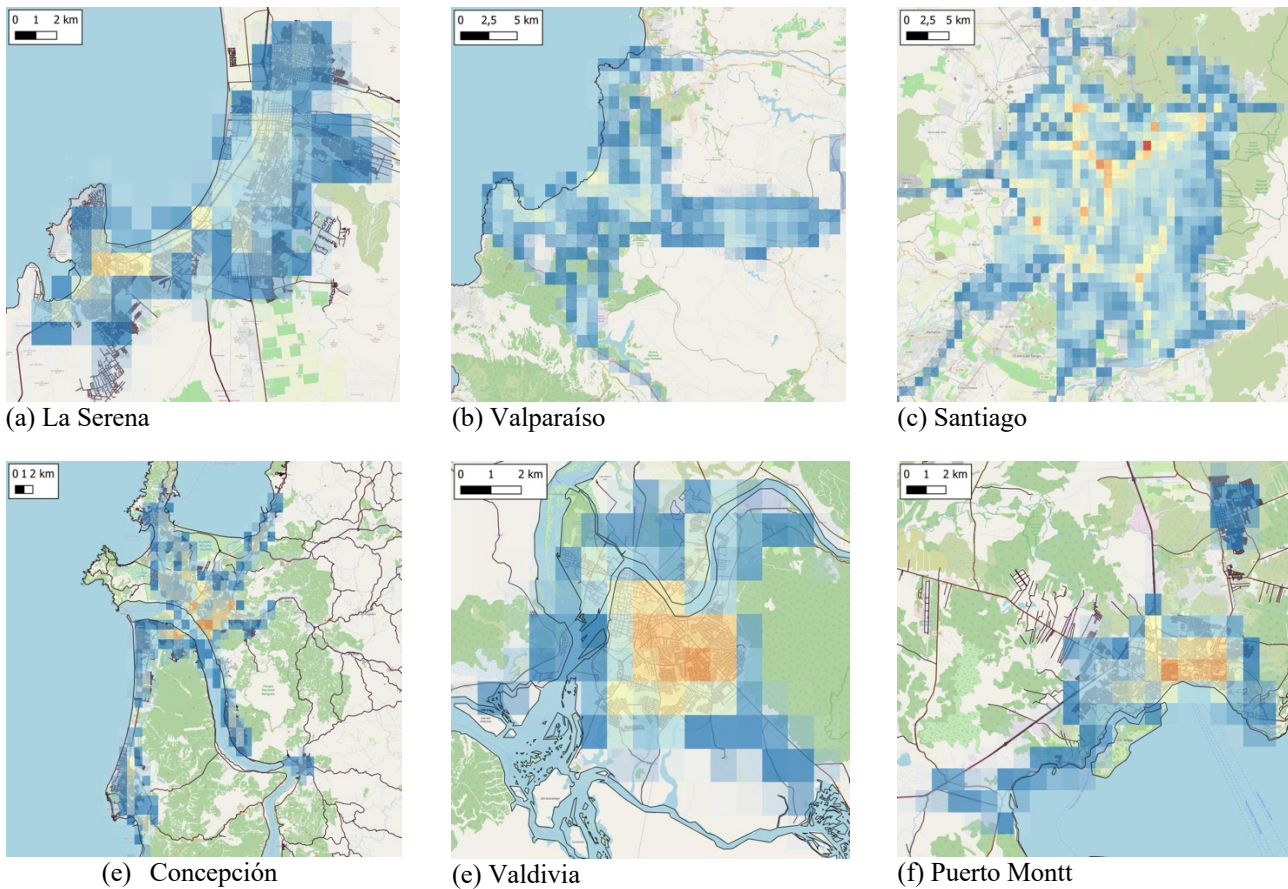 0 1 2 km
0 2,5 5 km
0 2,5 5 km
(a) La Serena
(b) Valparaíso
(c) Santiago
0 1 2 km
0 1 2 km
0 1 2 km
(e) Concepción
(e) Valdivia
(f) Puerto Montt